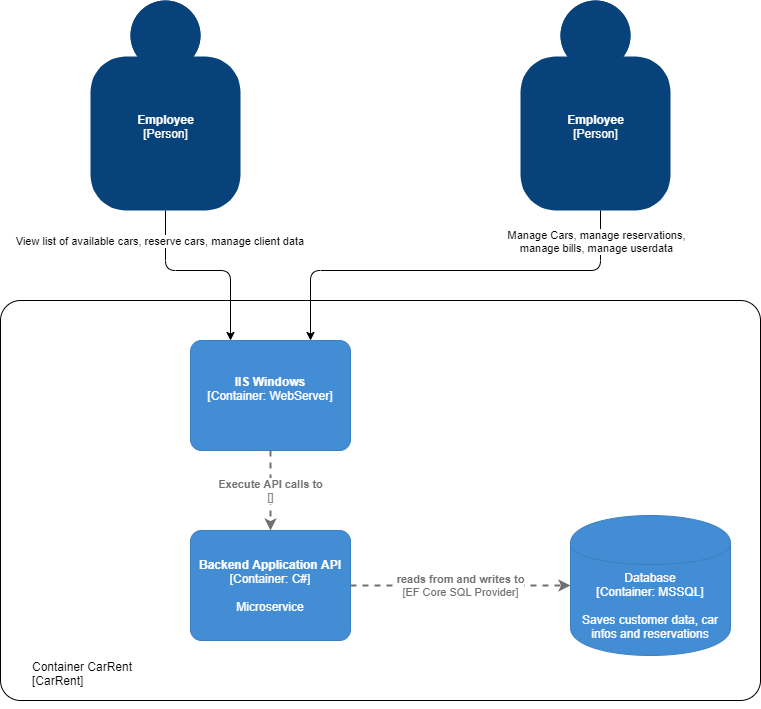 Employee
[Person]
Employee
[Person]
View list of available cars, reserve cars, manage client data
Manage Cars, manage reservations,
manage bills, manage userdata
IIS Windows
[Container: WebServer]
Execute API calls to
[]
Backend Application API
[Container: C#]
Microservice
reads from and writes to
[EF Core SQL Provider]
Database
[Container: MSSQL]
Saves customer data, car
infos and reservations
Container CarRent
[CarRent]